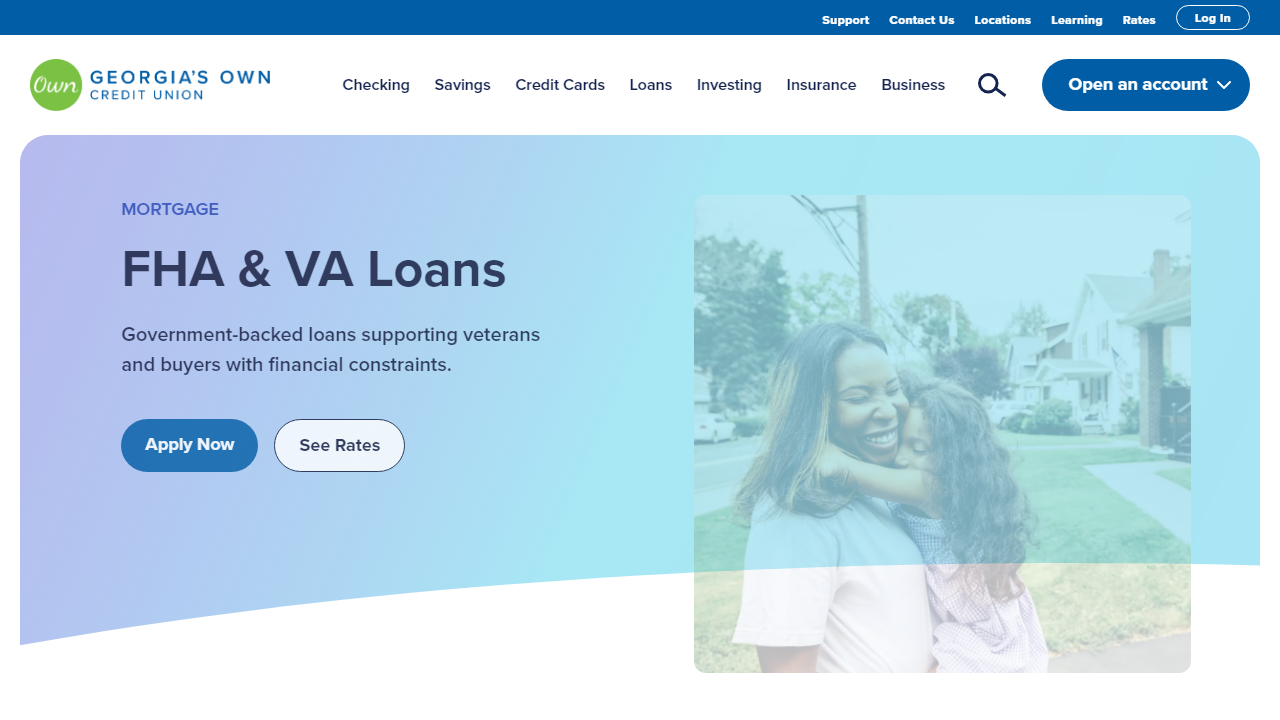 Support Contact Us Locations Learning Rates Log In
Own GEORGIA'S OWN
CREDIT UNION
Checking Savings Credit Cards Loans Investing Insurance Business
Open an account
MORTGAGE
FHA & VA Loans
Government-backed loans supporting veterans
and buyers with financial constraints.
Apply Now See Rates